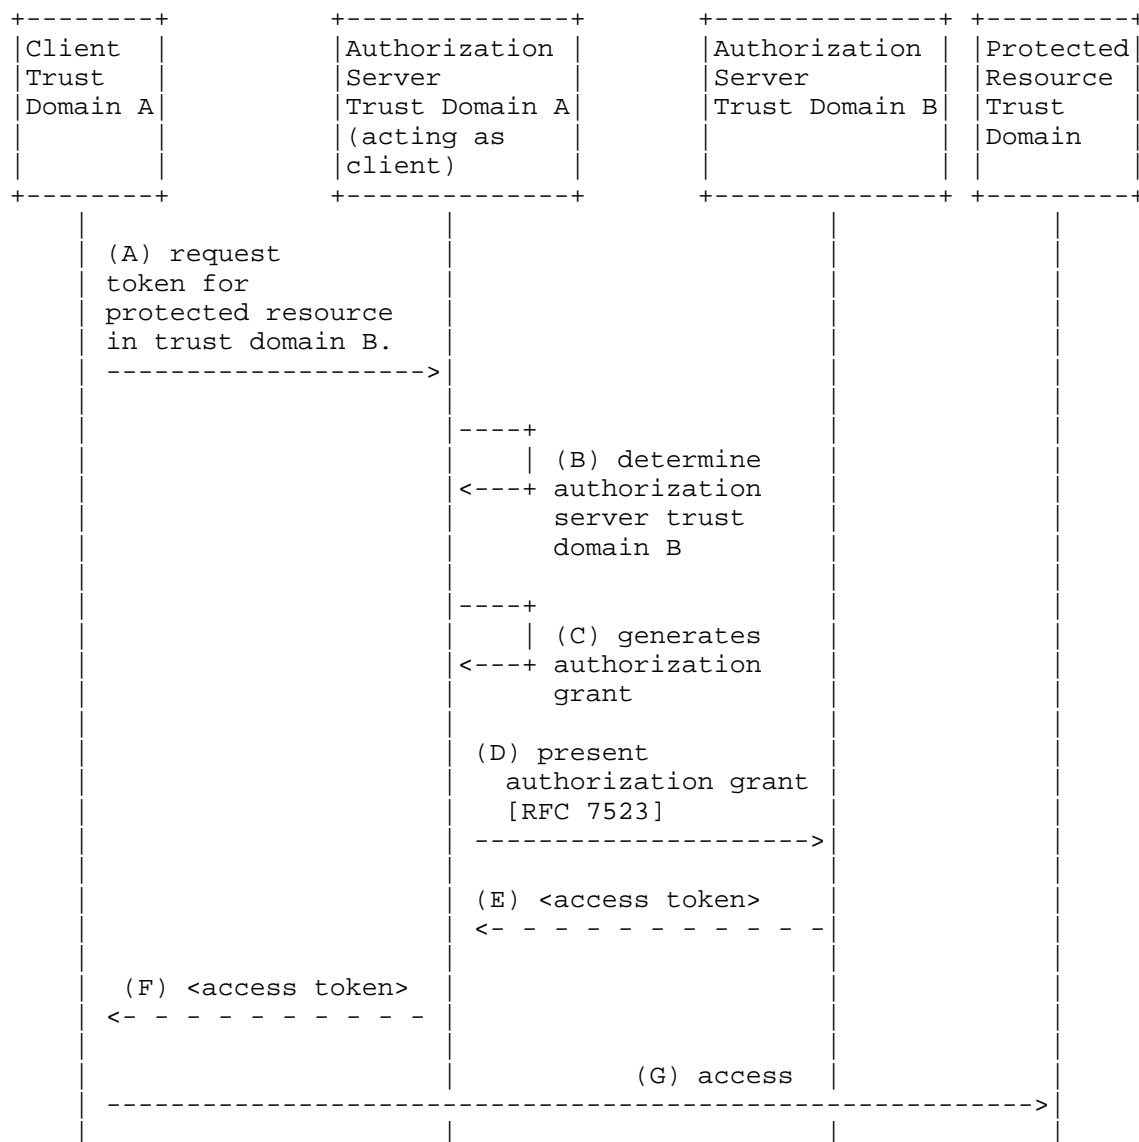 Client
Trust
Domain A
Authorization
Server
Trust Domain A
(acting as
client)
Authorization
Server
Trust Domain B
Protected
Resource
Trust
Domain
(A) request
token for
protected resource
in trust domain B.
(B) determine
authorization
server trust
domain B
(C) generates
authorization
grant
(D) present
authorization grant
[RFC 7523]
(E) <access token>
(F) <access token>
(G) access